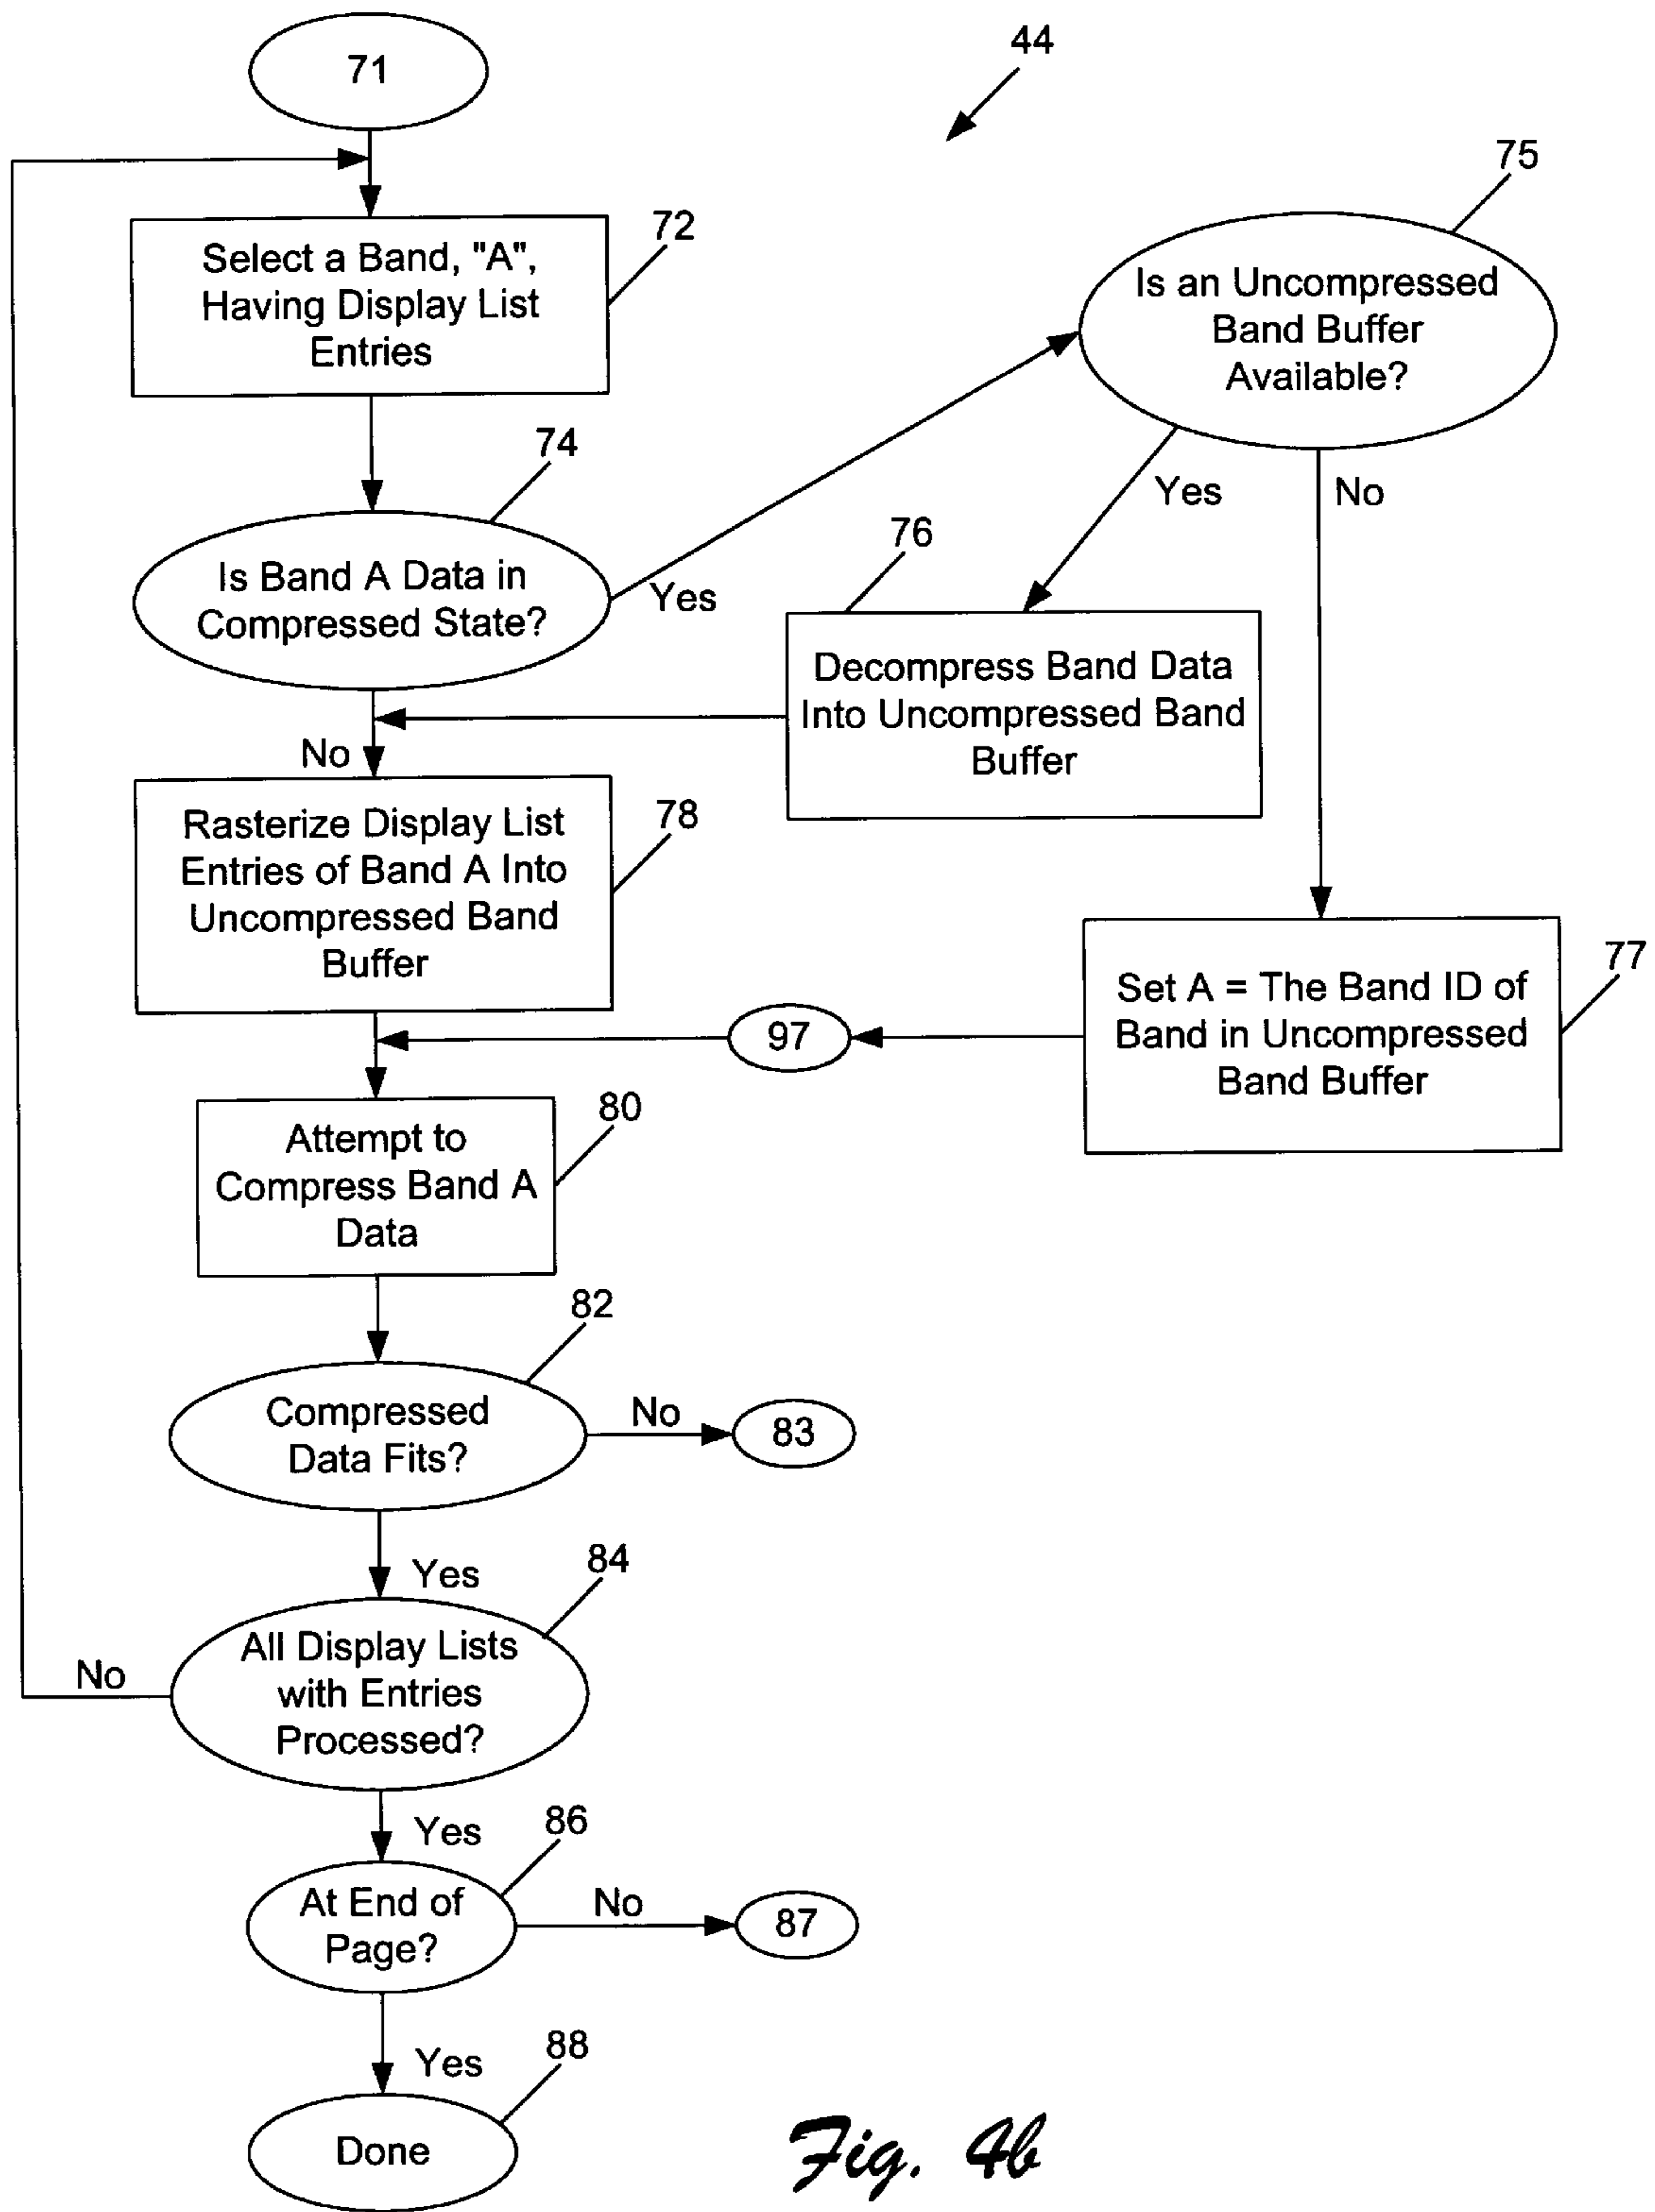 71
44
75
72
Select a Band, "A",
Having Display List
Entries
Is an Uncompressed
Band Buffer
Available?
74
Yes
No
76
Is Band A Data in
Compressed State?
Yes
Decompress Band Data
Into Uncompressed Band
Buffer
No
78
Rasterize Display List
Entries of Band A Into
Uncompressed Band
Buffer
77
Set A = The Band ID of
Band in Uncompressed
Band Buffer
97
80
Attempt to
Compress Band A
Data
82
Compressed
Data Fits?
No
83
Yes
84
All Display Lists
with Entries
Processed?
No
Yes
86
At End of
Page?
No
87
Yes
88
Done
Fig. 4b